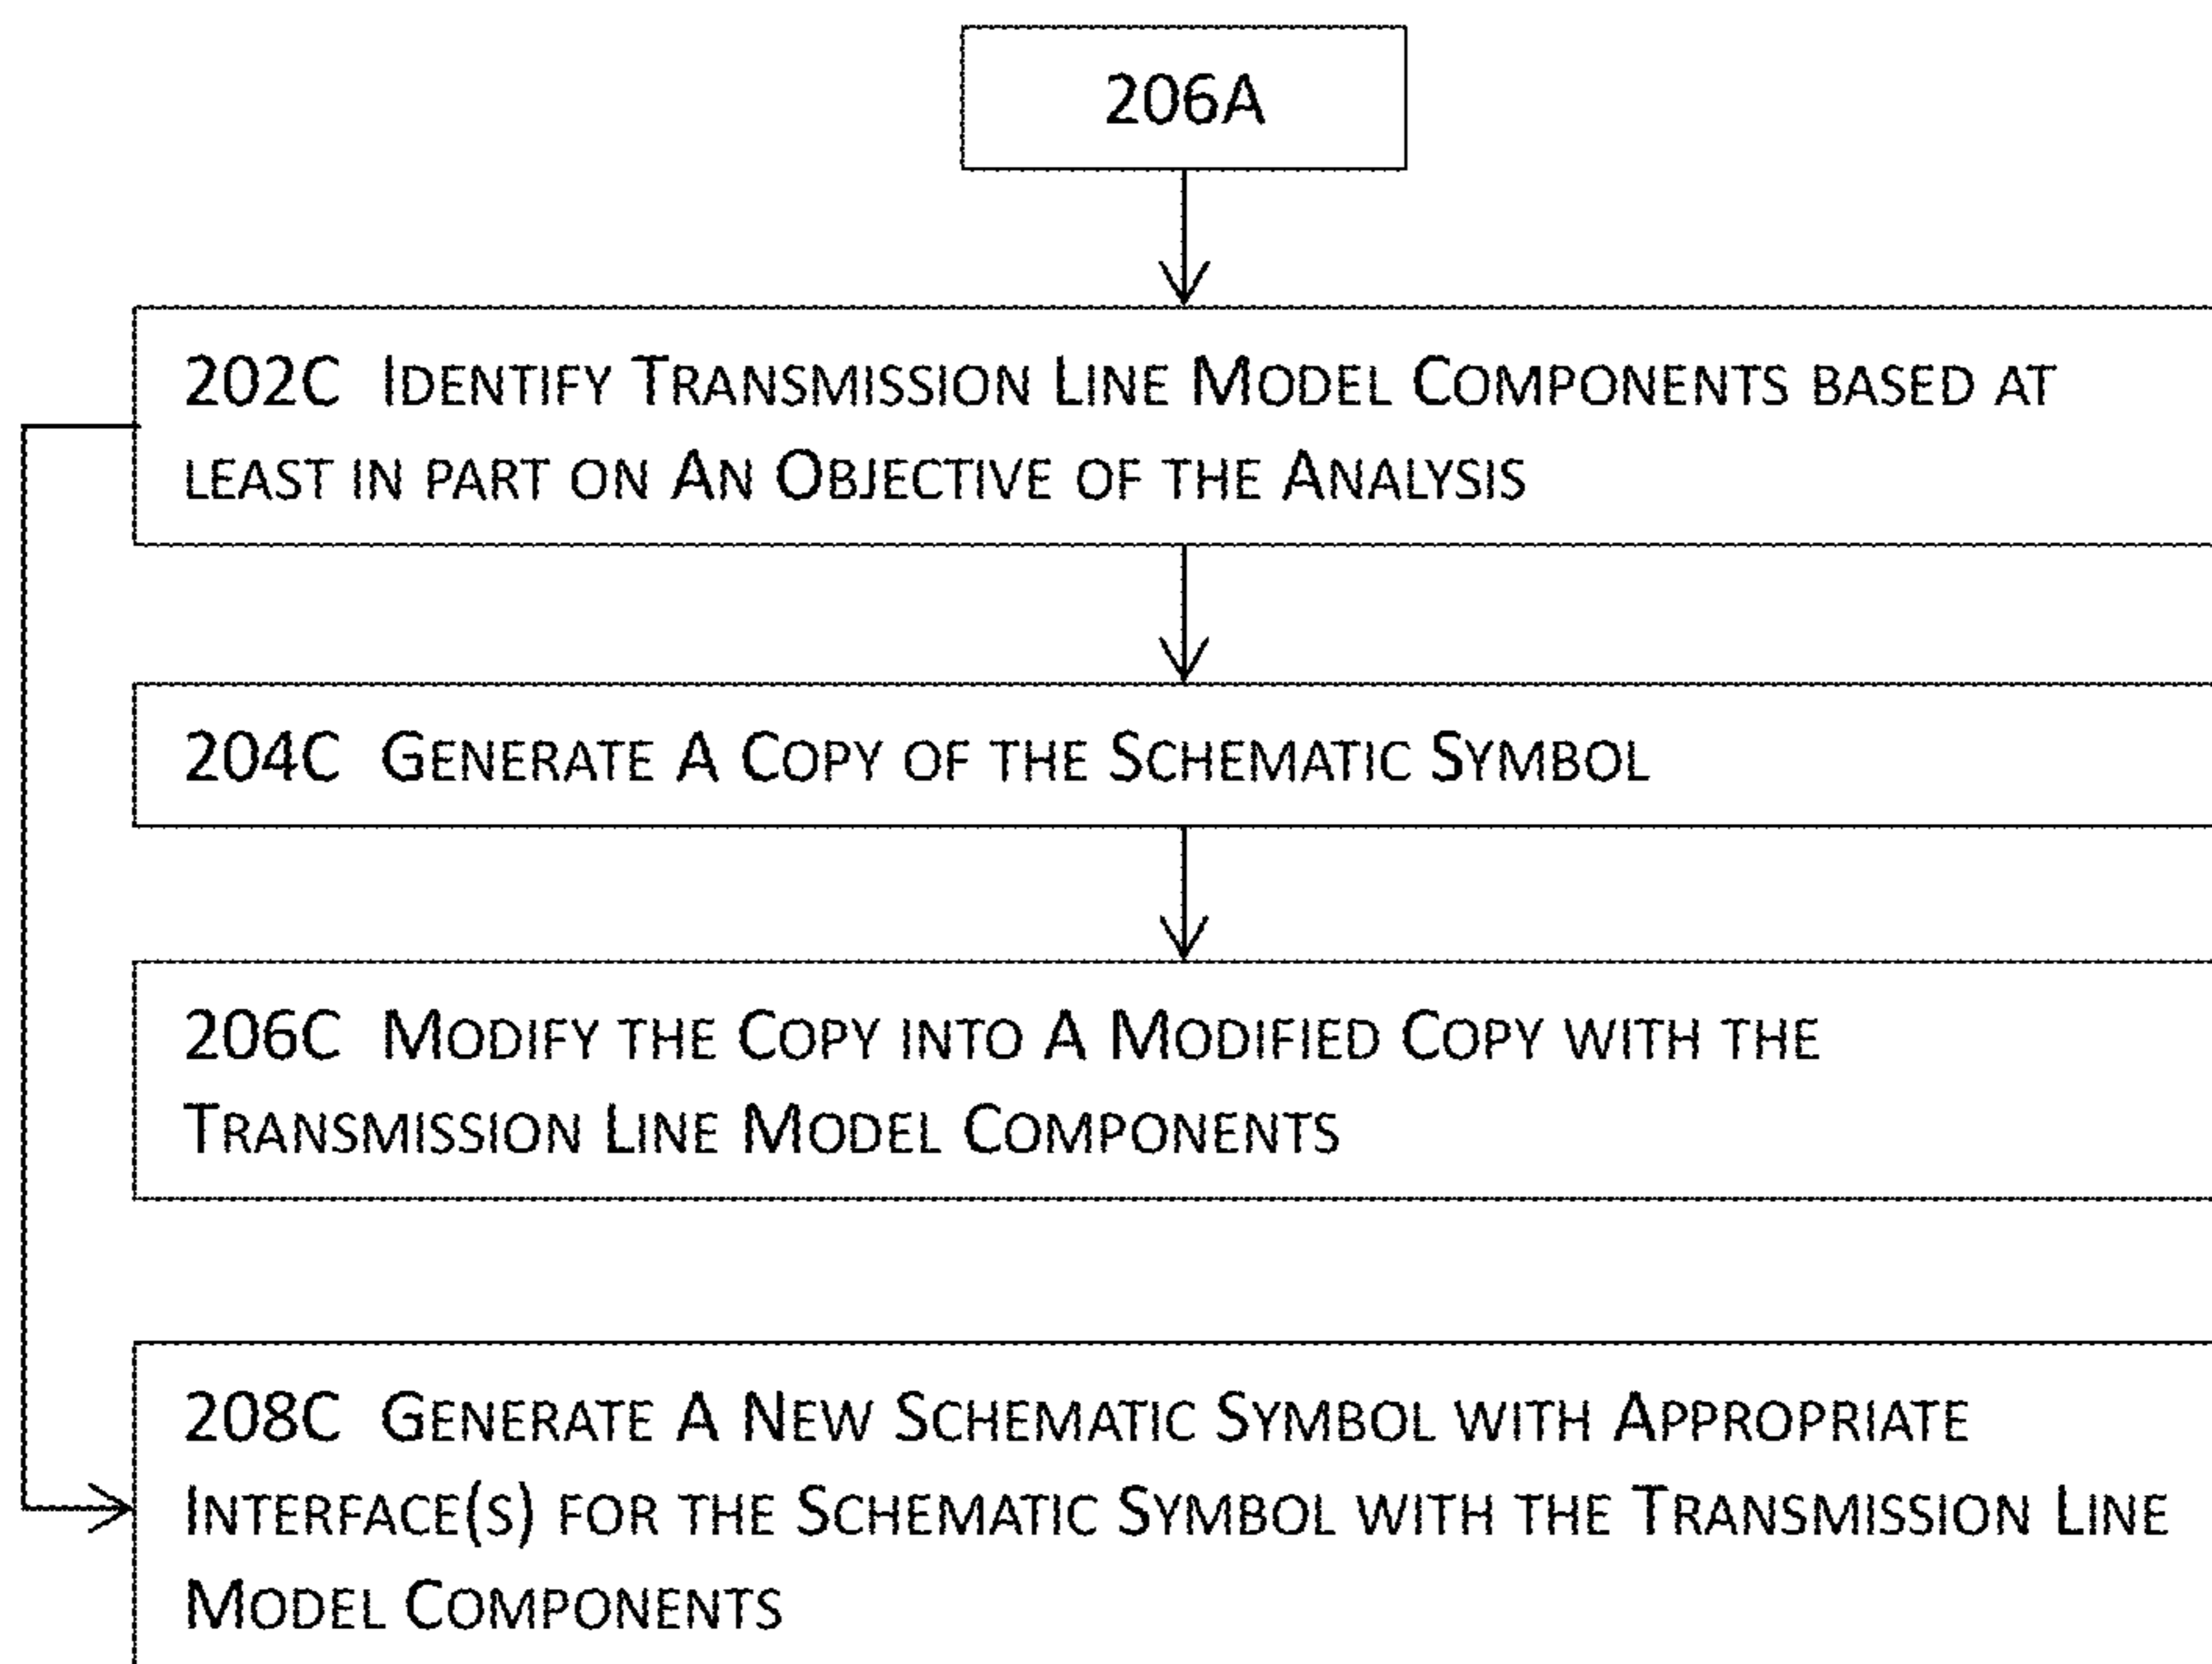 206A
202C Identify Transmission Line Model Components based at
least in part on An Objective of the Analysis
204C Generate A Copy of the Schematic Symbol
206C Modify the Copy into A Modified Copy with the
Transmission Line Model Components
208C Generate A New Schematic Symbol with Appropriate
Interface(s) for the Schematic Symbol with the Transmission Line
Model Components